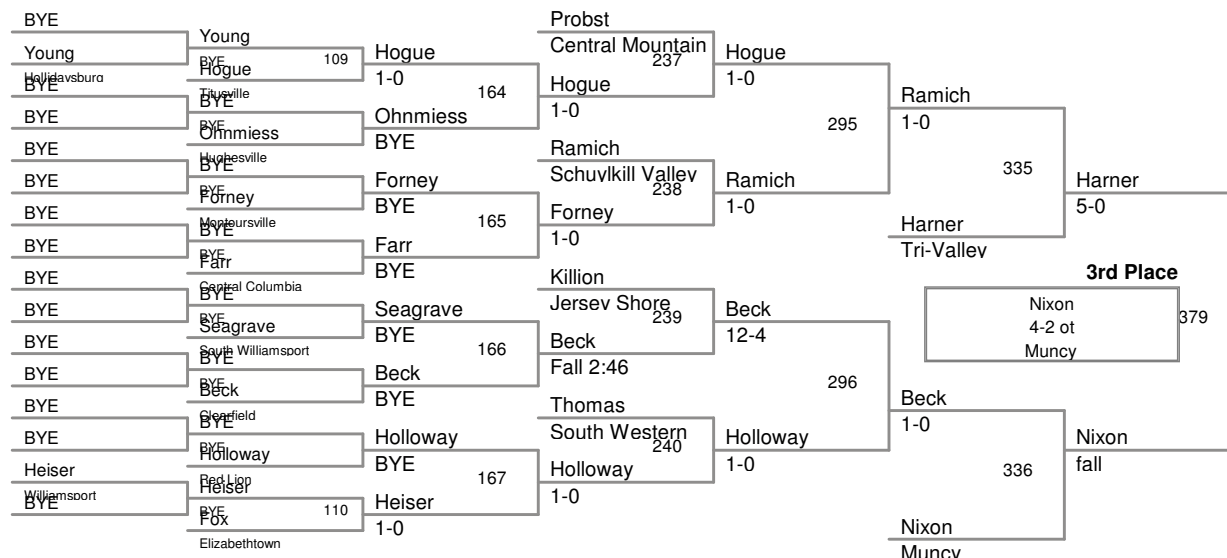 BYE
Young
Hollidaysburg
BYE
BYE
BYE
BYE
BYE
BYE
BYE
BYE
BYE
BYE
BYE
BYE
Heiser
Williamsport
BYE
Young
BYE
109
Hogue
Titusville
BYE
BYE
Ohnmiess
Hughesville
BYE
BYE
Forney
Montoursville
BYE
BYE
Farr
Central Columbia
BYE
BYE
Seagrave
South Williamsport
BYE
BYE
Beck
Clearfield
BYE
BYE
Holloway
Red Lion
Heiser
BYE
110
Fox
Elizabethtown
Hogue
1-0
164
Ohnmiess
BYE
Forney
BYE
165
Farr
BYE
Seagrave
BYE
166
Beck
BYE
Holloway
BYE
167
Heiser
1-0
Probst
Central Mountain
237
Hogue
1-0
Ramich
Schuylkill Valley
238
Forney
1-0
Killion
Jersey Shore
239
Beck
Fall 2:46
Thomas
South Western
240
Holloway
1-0
Hogue
1-0
295
Ramich
1-0
Beck
12-4
296
Holloway
1-0
Ramich
1-0
335
Harner
Tri-Valley
Beck
1-0
336
Nixon
Muncy
Harner
5-0
3rd Place
Nixon
379
4-2 ot
Muncy
Nixon
fall